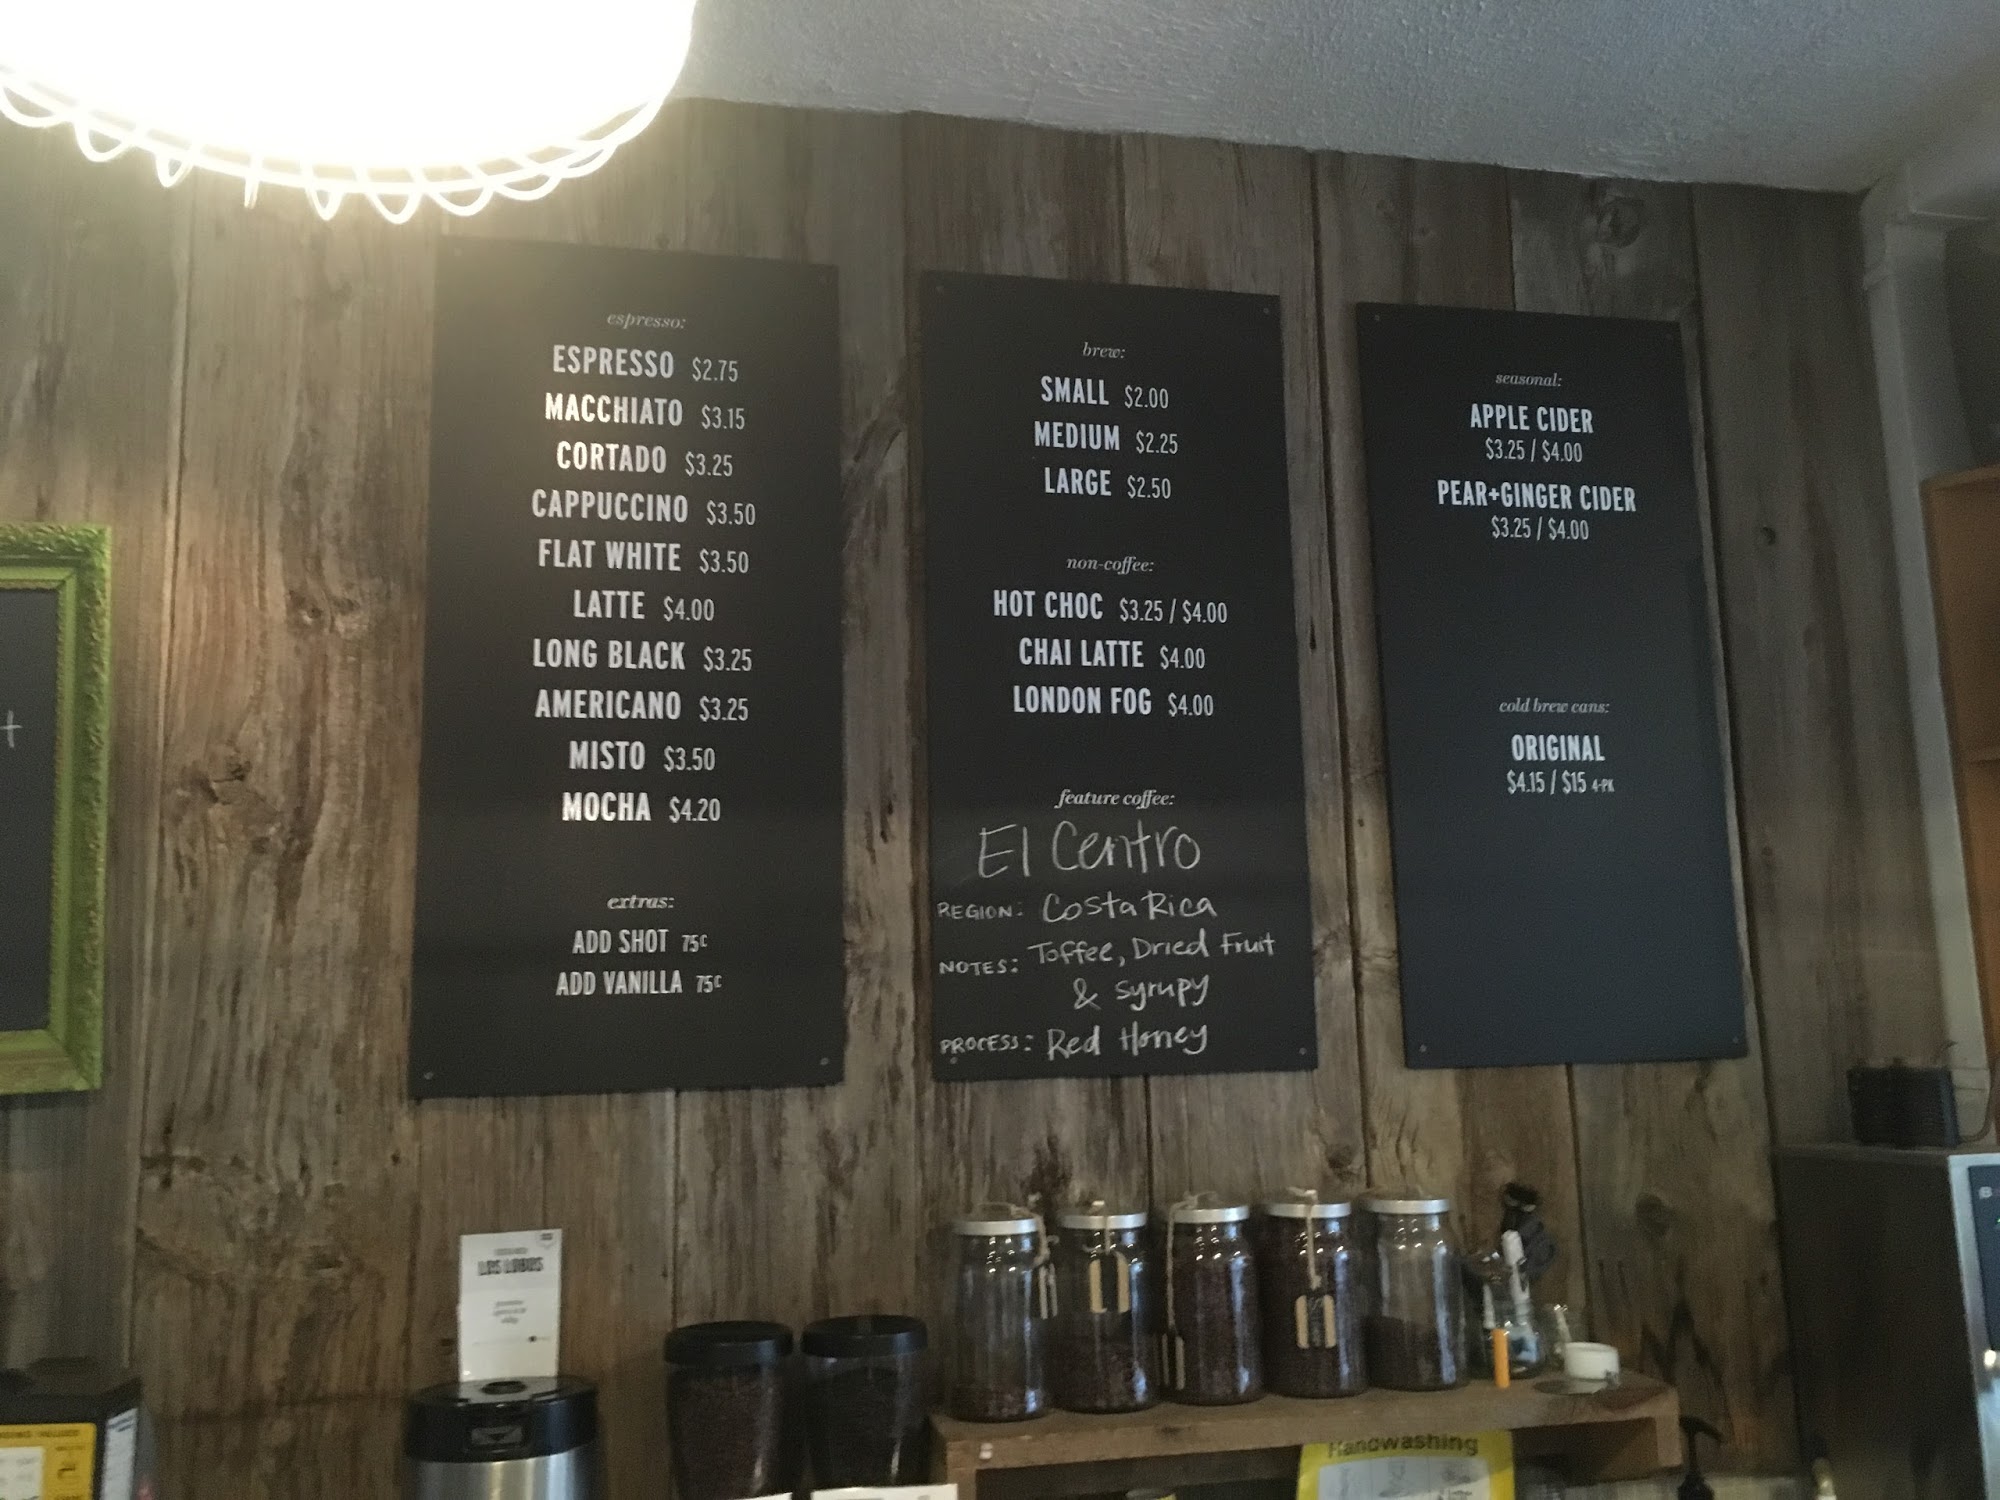 espresso:
ESPRESSO $2.75
MACCHIATO $3.15
CORTADO $3.25
CAPPUCCINO $3.50
FLAT WHITE $3.50
LATTE $4.00
LONG BLACK $3.25
AMERICANO $3.25
MISTO $3.50
MOCHA $4.20
extras:
ADD SHOT 75¢
ADD VANILLA 75¢
brew:
SMALL $2.00
MEDIUM $2.25
LARGE $2.50
non-coffee:
HOT CHOC $3.25 / $4.00
CHAI LATTE $4.00
LONDON FOG $4.00
feature coffee:
El Centro
REGION: Costa Rica
NOTES: Toffee, Dried Fruit
& Syrupy
PROCESS: Red Honey
seasonal:
APPLE CIDER
$3.25 / $4.00
PEAR+GINGER CIDER
$3.25 / $4.00
cold brew cans:
ORIGINAL
$4.15 / $15 4-PK
LOS LOBOS
Handwashing